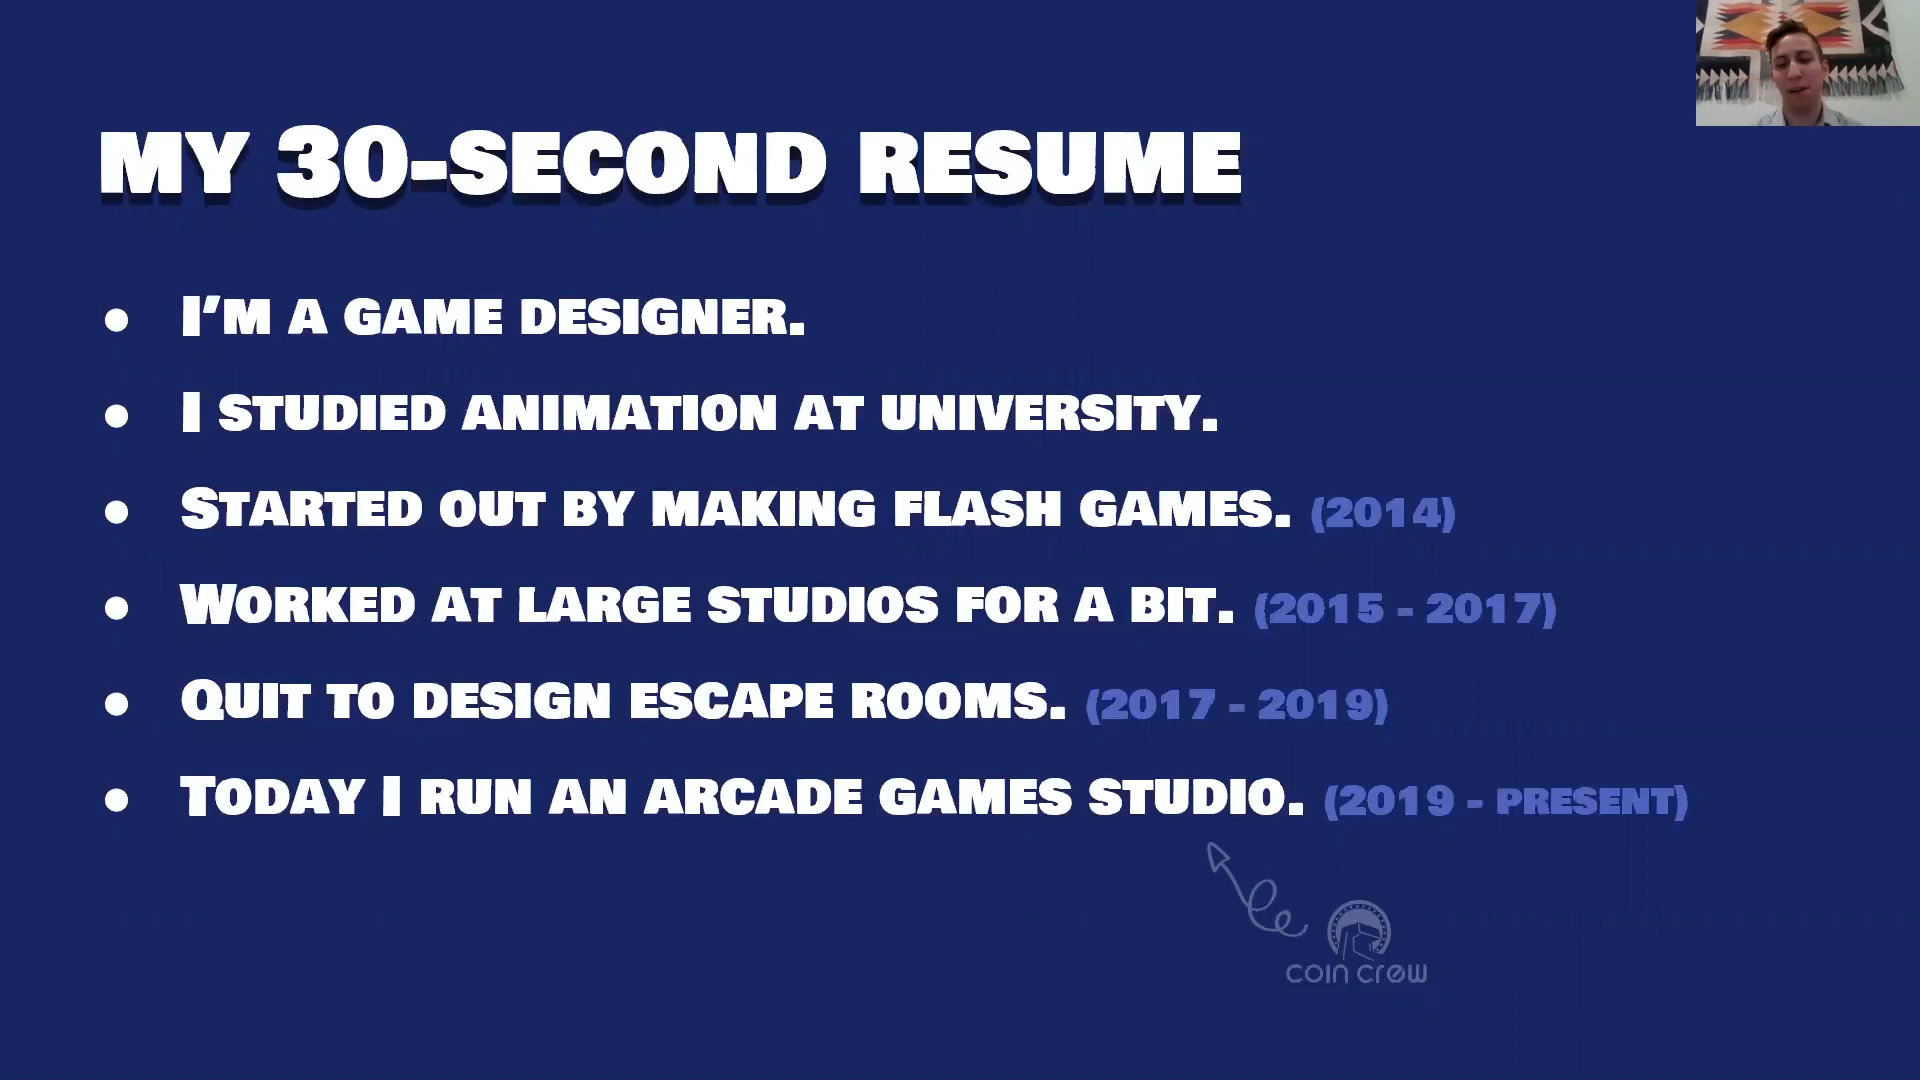 MY 30-SECOND RESUME
● I'M A GAME DESIGNER.
● I STUDIED ANIMATION AT UNIVERSITY.
● STARTED OUT BY MAKING FLASH GAMES. (2014)
● WORKED AT LARGE STUDIOS FOR A BIT. (2015 - 2017)
● QUIT TO DESIGN ESCAPE ROOMS. (2017 - 2019)
● TODAY I RUN AN ARCADE GAMES STUDIO. (2019 - PRESENT)
coin crew